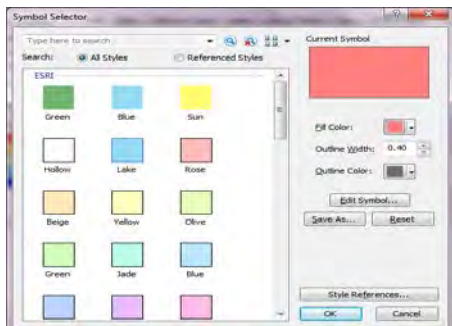 Symbol Selector
Type here to search
Search: All Styles Referenced Styles
ESRI
Green Blue Sun
Hollow Lake Rose
Beige Yellow Olive
Green Jade Blue
Current Symbol
Fill Color:
Outline Width: 0.40
Outline Color:
Edit Symbol...
Save As... Reset
Style References...
OK Cancel